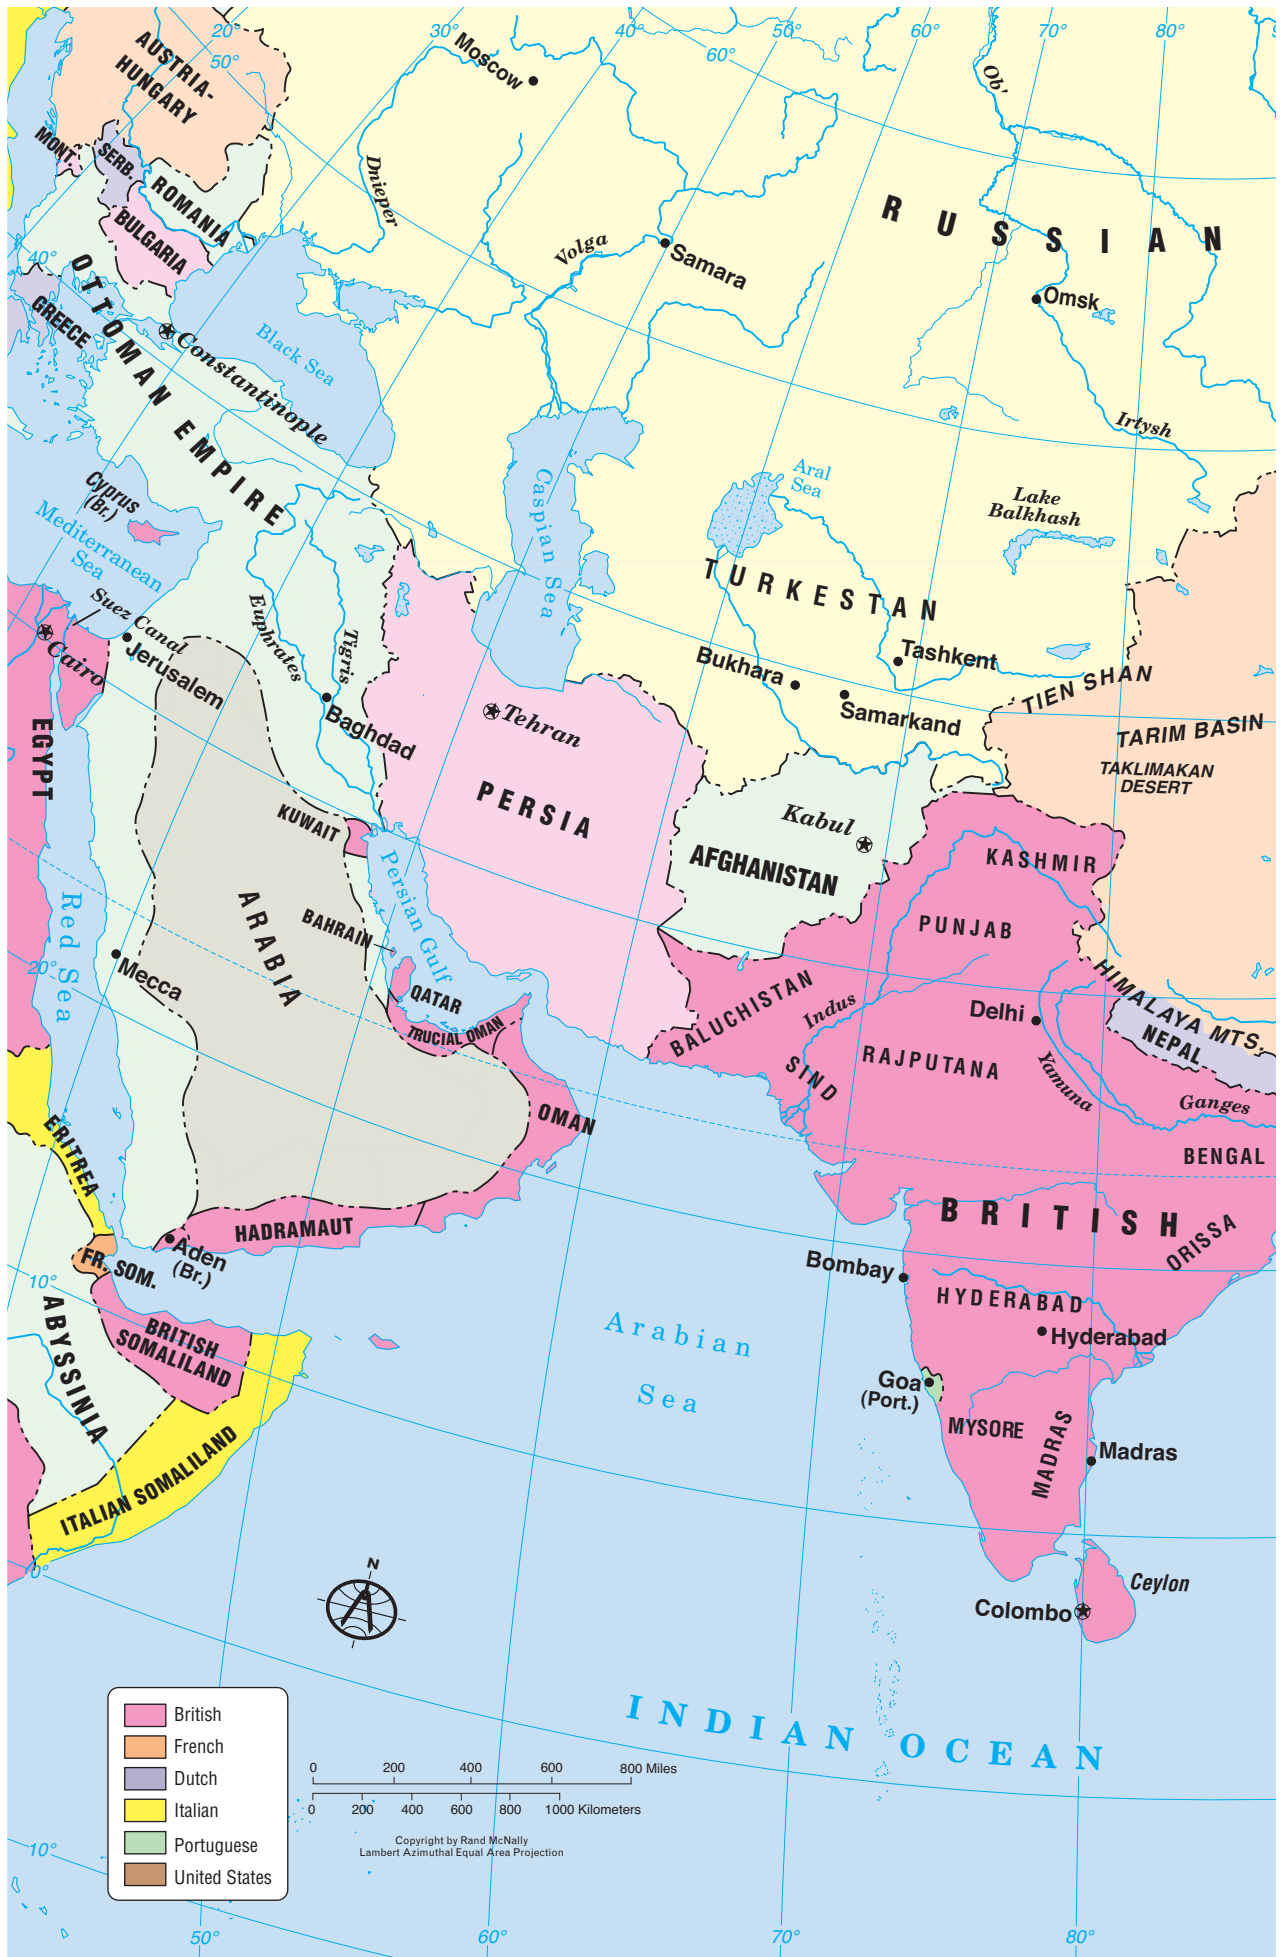 20°
30°
40°
50°
60°
70°
80°
50°
60°
AUSTRIA-
HUNGARY
Moscow
Ob'
MONT.
SERB.
ROMANIA
BULGARIA
Dnieper
Volga
Samara
RUSSIAN
Omsk
Irtysh
40°
OTTOMAN EMPIRE
GREECE
Constantinople
Black Sea
Caspian Sea
Aral
Sea
Lake
Balkhash
Cyprus
(Br.)
Mediterranean
Sea
Suez Canal
Cairo
Jerusalem
Euphrates
Tigris
Baghdad
TURKESTAN
Bukhara
Tashkent
Samarkand
TIEN SHAN
TARIM BASIN
TAKLIMAKAN
DESERT
EGYPT
Tehran
PERSIA
KUWAIT
Kabul
AFGHANISTAN
KASHMIR
PUNJAB
Persian Gulf
ARABIA
BAHRAIN
QATAR
TRUCIAL OMAN
OMAN
Red Sea
20°
Mecca
BALUCHISTAN
Indus
SIND
Delhi
RAJPUTANA
Yamuna
HIMALAYA MTS.
NEPAL
Ganges
BENGAL
ERITREA
HADRAMAUT
Aden
(Br.)
FR. SOM.
10°
BRITISH
SOMALILAND
ABYSSINIA
ITALIAN SOMALILAND
0°
BRITISH
ORISSA
Bombay
HYDERABAD
Hyderabad
Arabian
Sea
Goa
(Port.)
MYSORE
MADRAS
Madras
Ceylon
Colombo
N
INDIAN OCEAN
British
French
Dutch
Italian
Portuguese
United States
0 200 400 600 800 Miles
0 200 400 600 800 1000 Kilometers
Copyright by Rand McNally
Lambert Azimuthal Equal Area Projection
10°
50°
60°
70°
80°